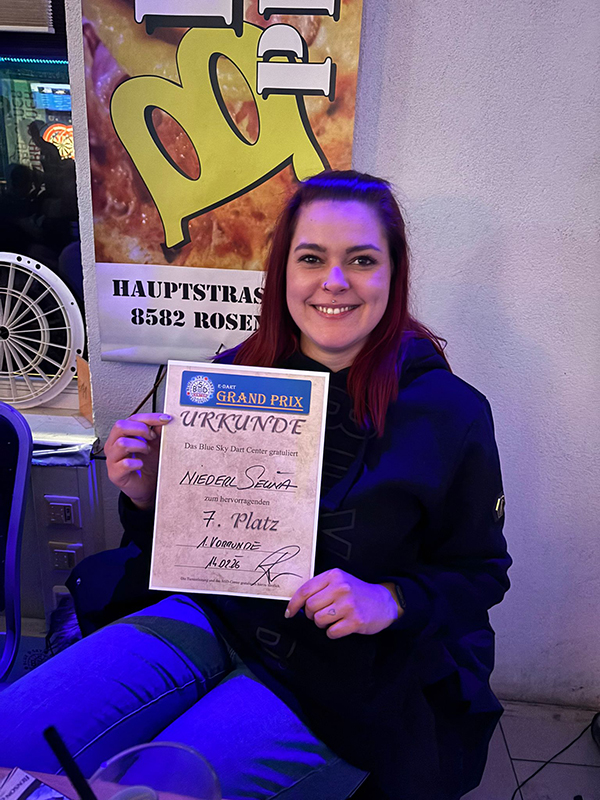 HAUPTSTRAS
8582 ROSEN
E-DART
GRAND PRIX
URKUNDE
Das Blue Sky Dart Center gratuliert
NIEDERL SELINA
zum hervorragenden
7. Platz
1. VORRUNDE
14.02.26